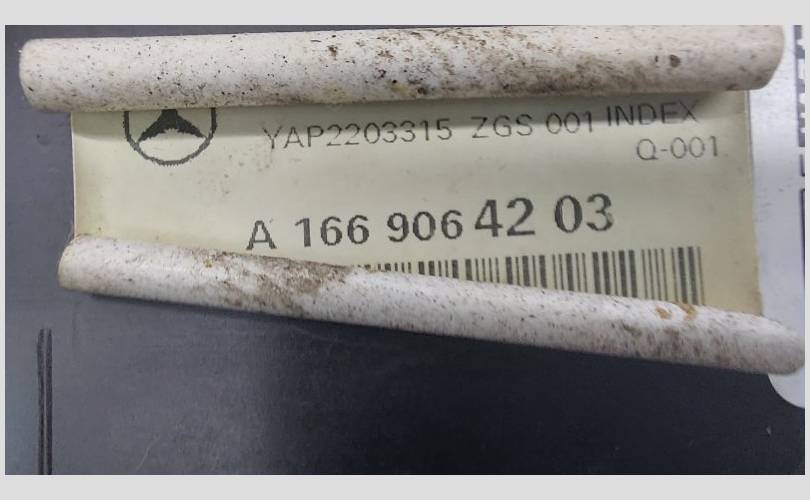 YAP2203315 ZGS 001 INDEX
Q-001
A 166 906 42 03